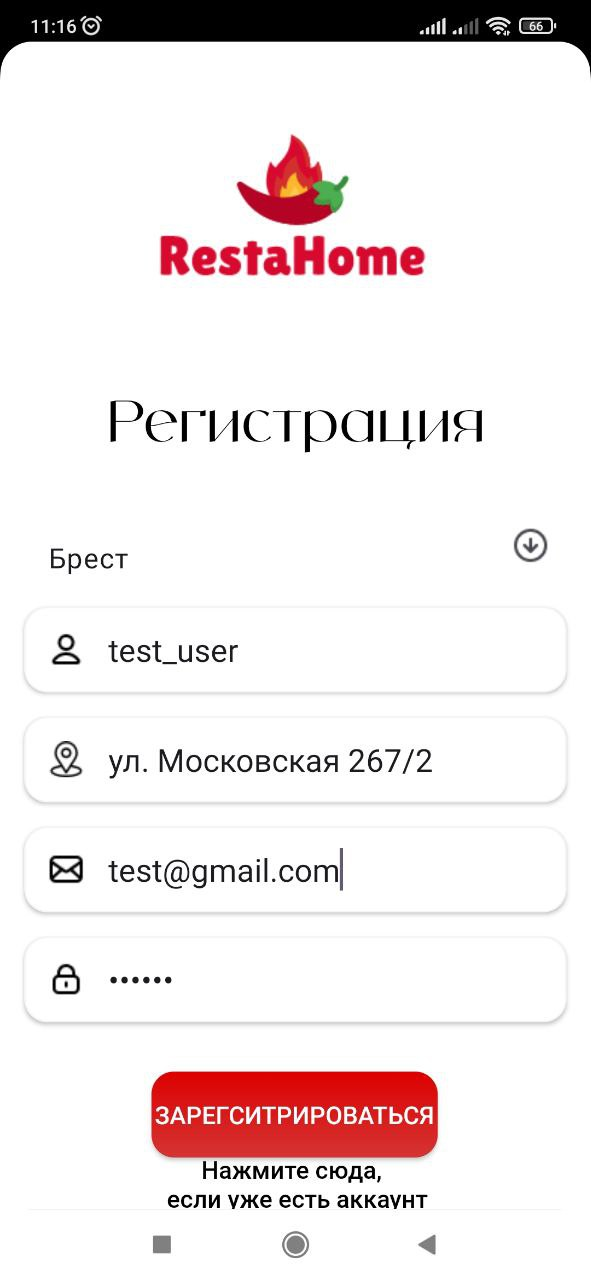 11:16
66
RestaHome
Регистрация
Брест
test_user
ул. Московская 267/2
test@gmail.com
••••••
ЗАРЕГСИТРИРОВАТЬСЯ
Нажмите сюда,
если уже есть аккаунт